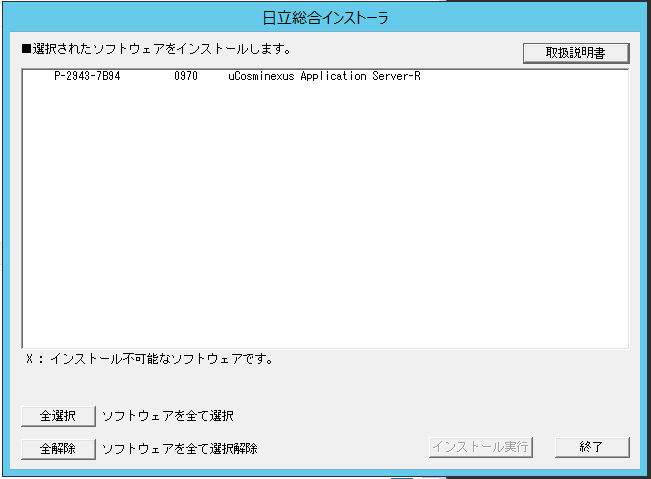 日立総合インストーラ
■選択されたソフトウェアをインストールします。
取扱説明書
P-2943-7B94 0970 uCosminexus Application Server-R
X : インストール不可能なソフトウェアです。
全選択 ソフトウェアを全て選択
全解除 ソフトウェアを全て選択解除
インストール実行 終了